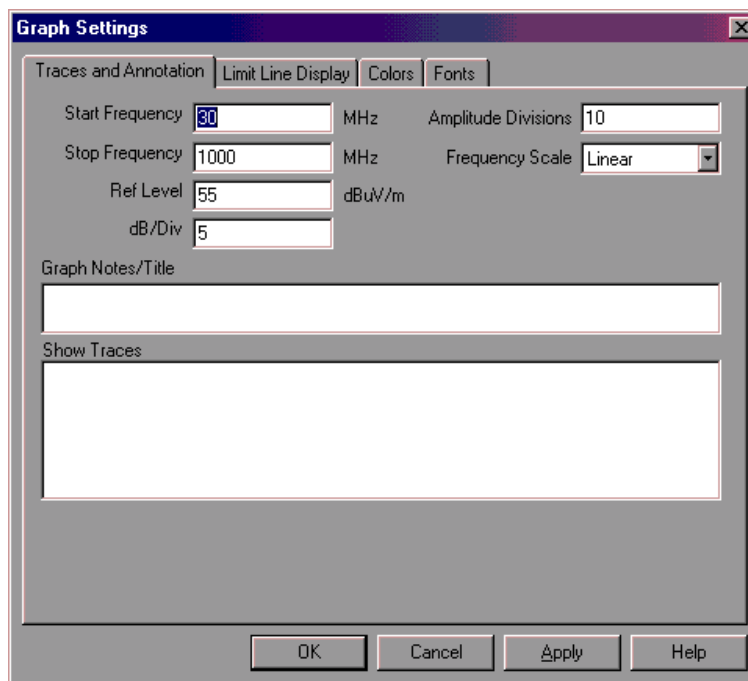 Graph Settings
Traces and Annotation Limit Line Display Colors Fonts
Start Frequency 30 MHz Amplitude Divisions 10
Stop Frequency 1000 MHz Frequency Scale Linear
Ref Level 55 dBuV/m
dB/Div 5
Graph Notes/Title
Show Traces
OK Cancel Apply Help